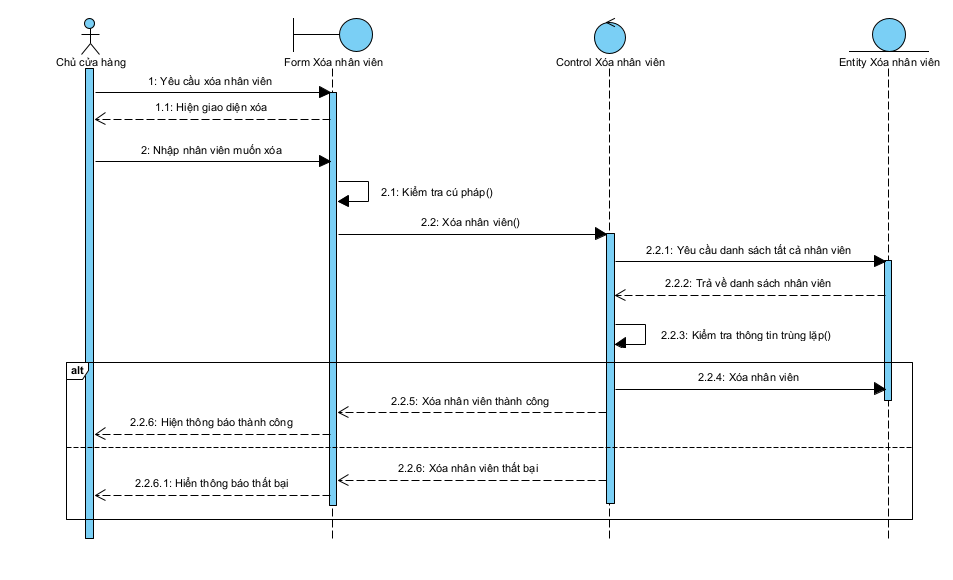 Chủ cửa hàng
Form Xóa nhân viên
Control Xóa nhân viên
Entity Xóa nhân viên
1: Yêu cầu xóa nhân viên
1.1: Hiện giao diện xóa
2: Nhập nhân viên muốn xóa
2.1: Kiểm tra cú pháp()
2.2: Xóa nhân viên()
2.2.1: Yêu cầu danh sách tất cả nhân viên
2.2.2: Trả về danh sách nhân viên
2.2.3: Kiểm tra thông tin trùng lặp()
alt
2.2.4: Xóa nhân viên
2.2.5: Xóa nhân viên thành công
2.2.6: Hiện thông báo thành công
2.2.6: Xóa nhân viên thất bại
2.2.6.1: Hiển thông báo thất bại